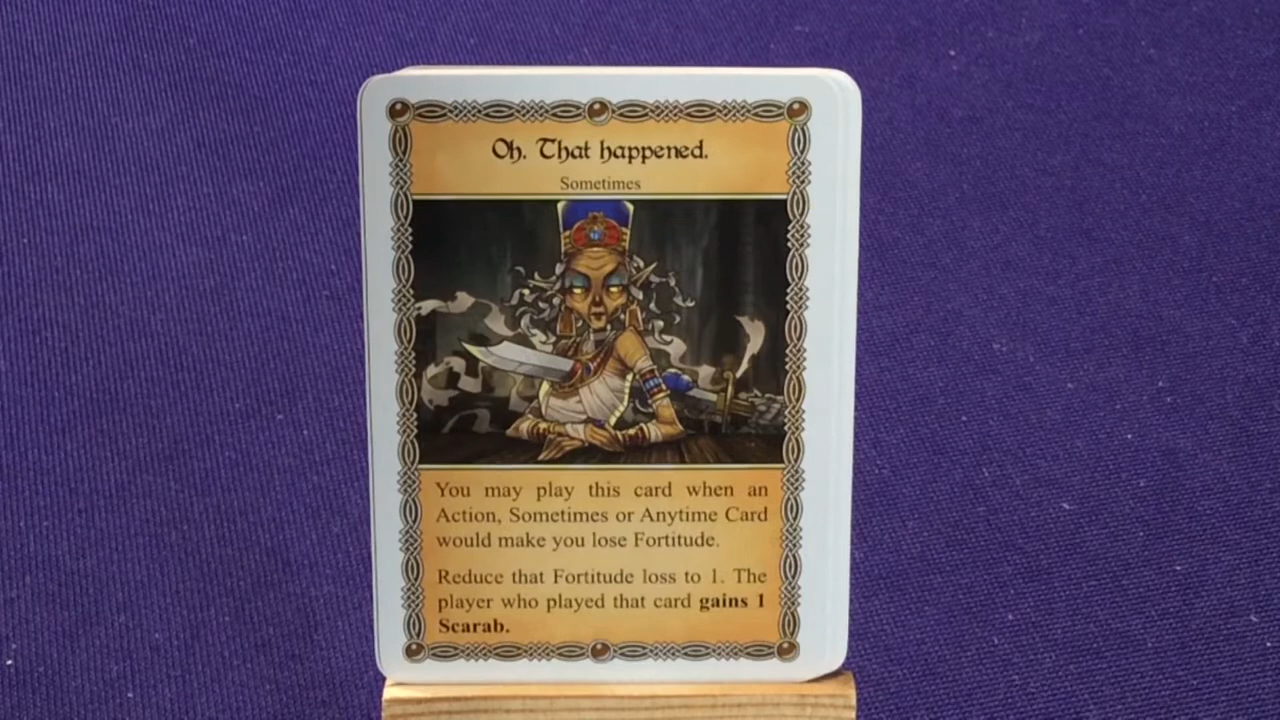 Oh. That happened.
Sometimes
You may play this card when an
Action, Sometimes or Anytime Card
would make you lose Fortitude.
Reduce that Fortitude loss to 1. The
player who played that card gains 1
Scarab.